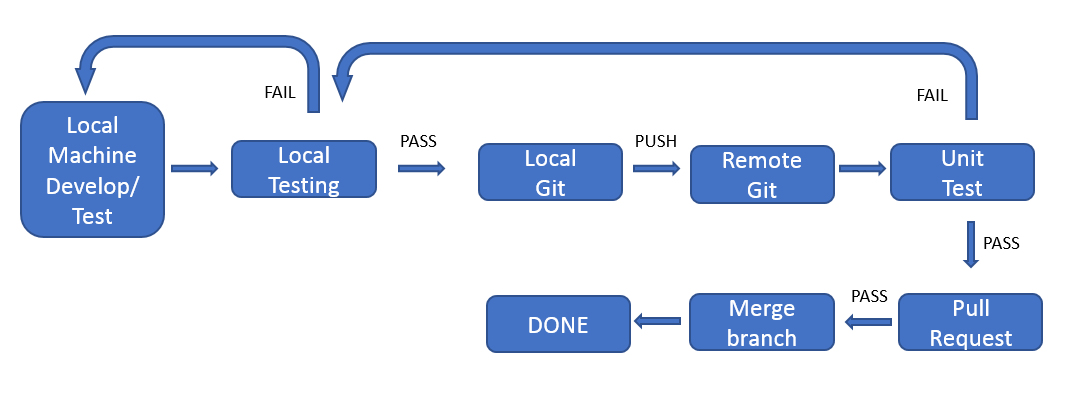 FAIL
FAIL
Local
Machine
Develop/
Test
Local
Testing
PASS
Local
Git
PUSH
Remote
Git
Unit
Test
PASS
Pull
Request
PASS
Merge
branch
DONE